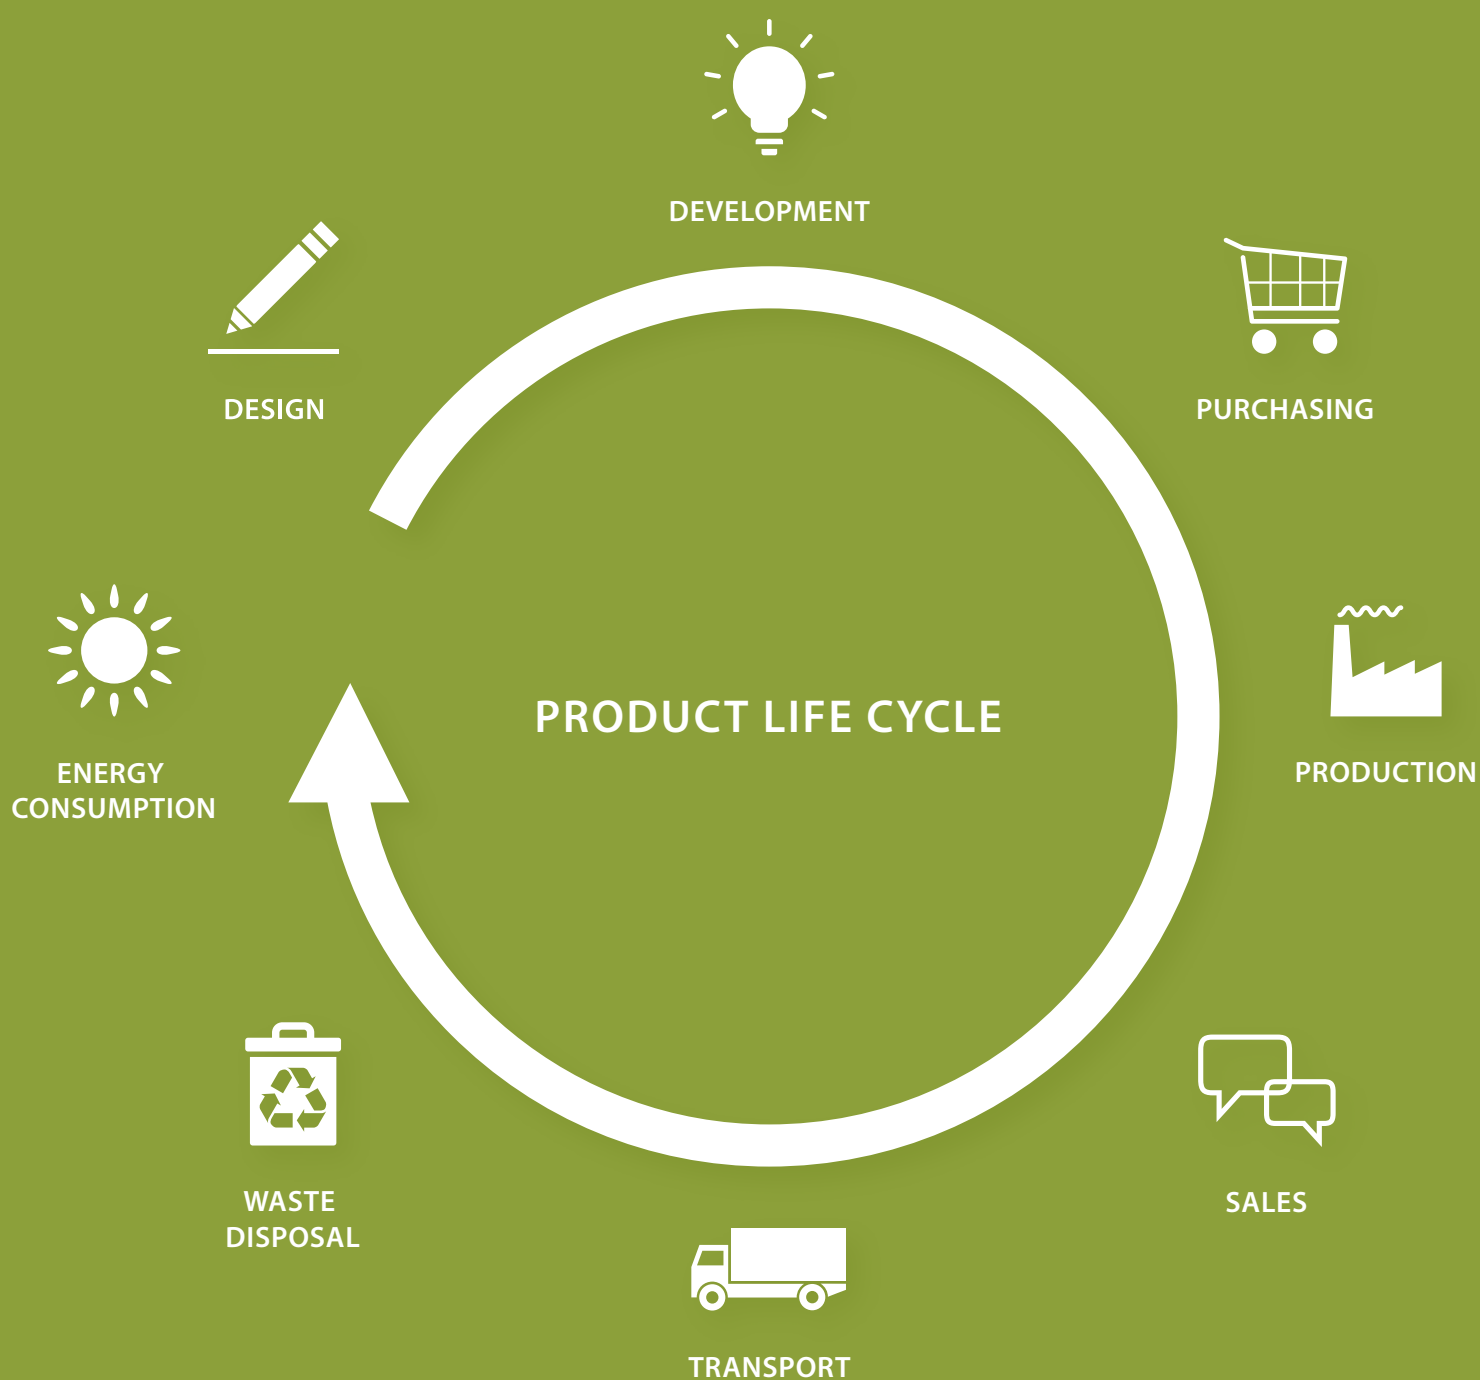 DEVELOPMENT
DESIGN
PURCHASING
PRODUCT LIFE CYCLE
ENERGY
CONSUMPTION
PRODUCTION
WASTE
DISPOSAL
SALES
TRANSPORT